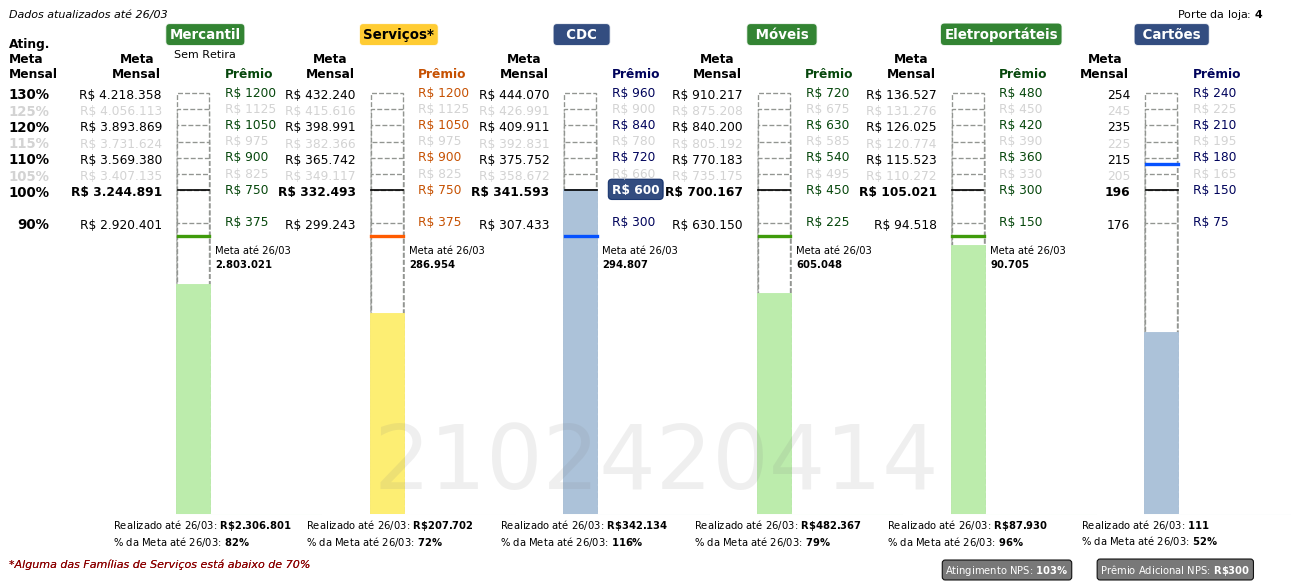 Dados atualizados até 26/03
Porte da loja: 4
Mercantil Serviços* CDC Móveis Eletroportáteis Cartões
Sem Retira
Ating. Meta Mensal
Meta Mensal Prêmio Meta Mensal Prêmio Meta Mensal Prêmio Meta Mensal Prêmio Meta Mensal Prêmio Meta Mensal Prêmio
130% R$ 4.218.358 R$ 1200 R$ 432.240 R$ 1200 R$ 444.070 R$ 960 R$ 910.217 R$ 720 R$ 136.527 R$ 480 254 R$ 240
125% R$ 4.056.113 R$ 1125 R$ 415.616 R$ 1125 R$ 426.991 R$ 900 R$ 875.208 R$ 675 R$ 131.276 R$ 450 245 R$ 225
120% R$ 3.893.869 R$ 1050 R$ 398.991 R$ 1050 R$ 409.911 R$ 840 R$ 840.200 R$ 630 R$ 126.025 R$ 420 235 R$ 210
115% R$ 3.731.624 R$ 975 R$ 382.366 R$ 975 R$ 392.831 R$ 780 R$ 805.192 R$ 585 R$ 120.774 R$ 390 225 R$ 195
110% R$ 3.569.380 R$ 900 R$ 365.742 R$ 900 R$ 375.752 R$ 720 R$ 770.183 R$ 540 R$ 115.523 R$ 360 215 R$ 180
105% R$ 3.407.135 R$ 825 R$ 349.117 R$ 825 R$ 358.672 R$ 660 R$ 735.175 R$ 495 R$ 110.272 R$ 330 205 R$ 165
100% R$ 3.244.891 R$ 750 R$ 332.493 R$ 750 R$ 341.593 R$ 600 R$ 700.167 R$ 450 R$ 105.021 R$ 300 196 R$ 150
90% R$ 2.920.401 R$ 375 R$ 299.243 R$ 375 R$ 307.433 R$ 300 R$ 630.150 R$ 225 R$ 94.518 R$ 150 176 R$ 75
Meta até 26/03 Meta até 26/03 Meta até 26/03 Meta até 26/03 Meta até 26/03
2.803.021 286.954 294.807 605.048 90.705
2102420414
Realizado até 26/03: R$2.306.801 Realizado até 26/03: R$207.702 Realizado até 26/03: R$342.134 Realizado até 26/03: R$482.367 Realizado até 26/03: R$87.930 Realizado até 26/03: 111
% da Meta até 26/03: 82% % da Meta até 26/03: 72% % da Meta até 26/03: 116% % da Meta até 26/03: 79% % da Meta até 26/03: 96% % da Meta até 26/03: 52%
*Alguma das Famílias de Serviços está abaixo de 70%
Atingimento NPS: 103% Prêmio Adicional NPS: R$300